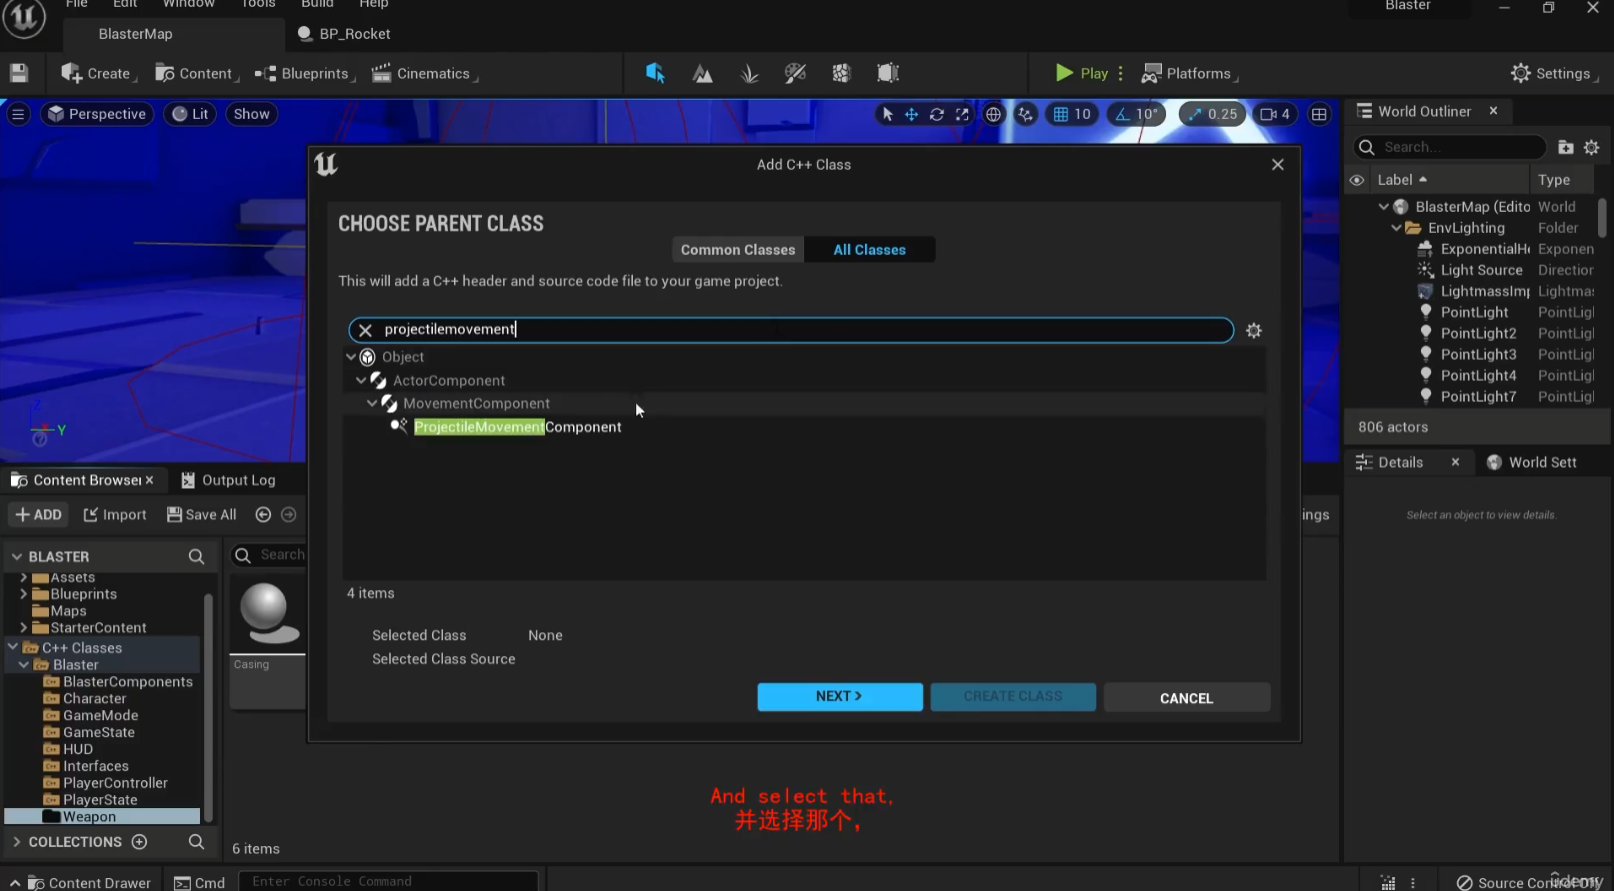 File Edit Window Tools Build Help Blaster
BlasterMap BP_Rocket
Create Content Blueprints Cinematics Play Platforms Settings
Perspective Lit Show 10 10° 0.25 4
World Outliner
Search...
Label Type
BlasterMap (Edito World
EnvLighting Folder
ExponentialHe Exponen
Light Source Direction
LightmassImp Lightmas
PointLight PointLig
PointLight2 PointLig
PointLight3 PointLig
PointLight4 PointLig
PointLight7 PointLig
806 actors
Details World Sett
Select an object to view details.
Add C++ Class
CHOOSE PARENT CLASS
Common Classes All Classes
This will add a C++ header and source code file to your game project.
projectilemovement
Object
ActorComponent
MovementComponent
ProjectileMovementComponent
4 items
Selected Class None
Selected Class Source
NEXT > CREATE CLASS CANCEL
Z
Y
Content Browser Output Log
ADD Import Save All ings
BLASTER Search
Assets
Blueprints
Maps
StarterContent
C++ Classes
Blaster
BlasterComponents
Character
GameMode
GameState
HUD
Interfaces
PlayerController
PlayerState
Weapon
Casing
COLLECTIONS
6 items
And select that,
并选择那个，
Content Drawer Cmd Enter Console Command Source Control Off
ûdemy